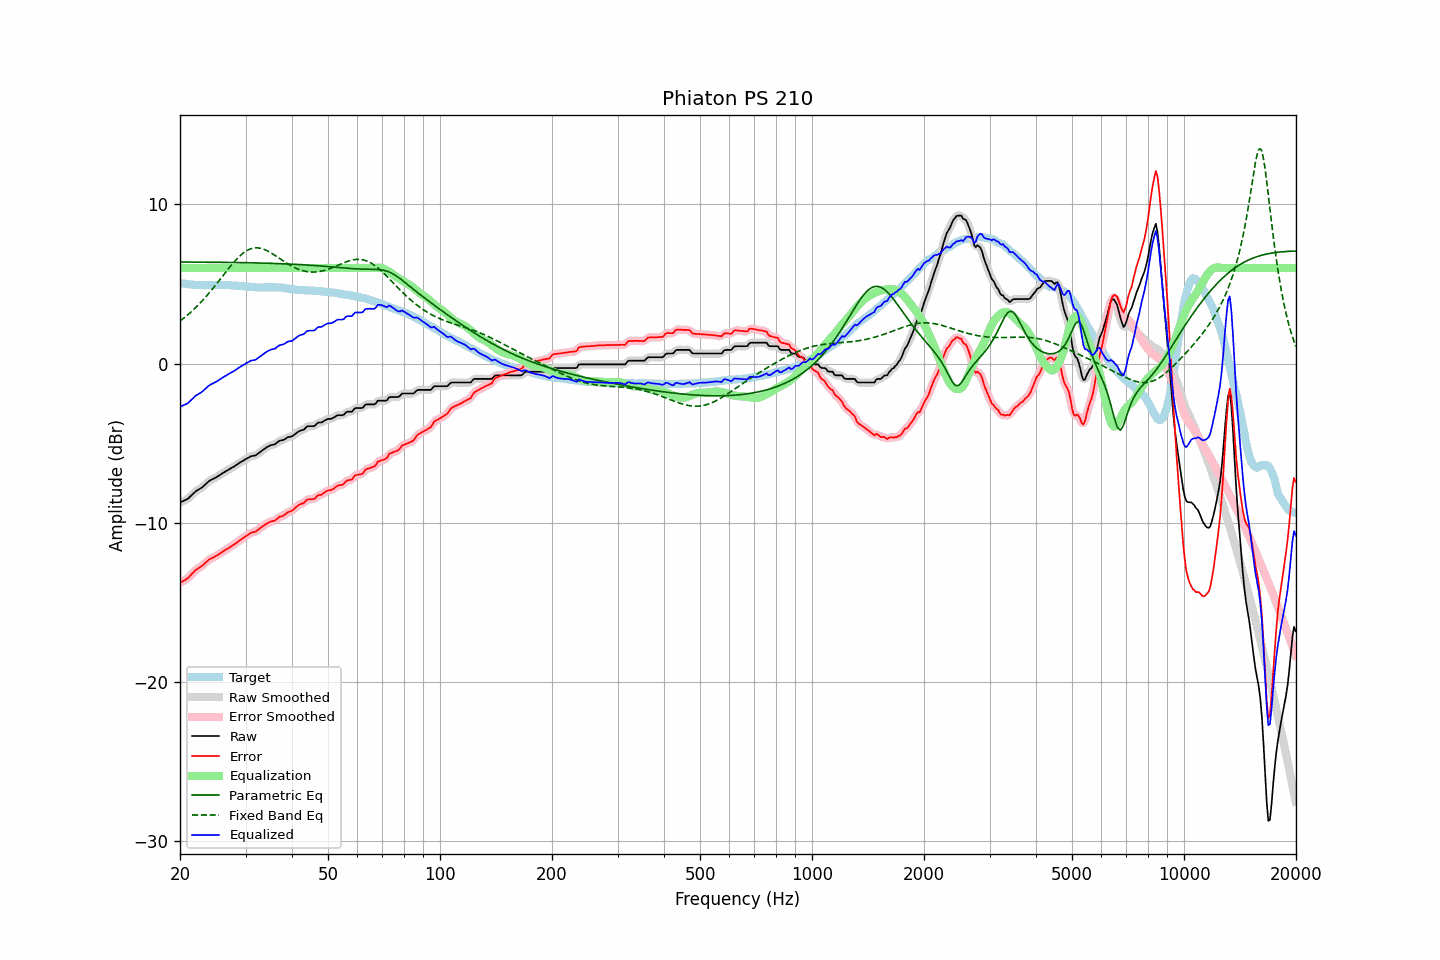 Phiaton PS 210
Amplitude (dBr)
10
0
−10
−20
−30
Target
Raw Smoothed
Error Smoothed
Raw
Error
Equalization
Parametric Eq
Fixed Band Eq
Equalized
20 50 100 200 500 1000 2000 5000 10000 20000
Frequency (Hz)